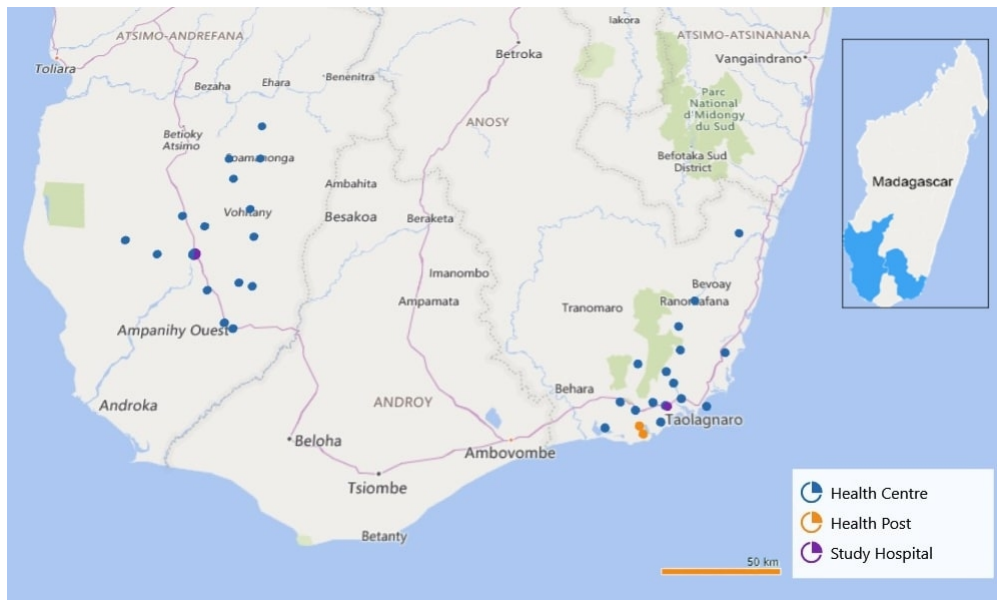 Iakora
ATSIMO-ANDREFANA
ATSIMO-ATSINANANA
Betroka
Vangaindrano
Toliara
Benenitra
Ehara
Bezaha
Parc
National
d'Midongy
du Sud
ANOSY
Betioky
Atsimo
Befotaka Sud
District
Madagascar
Ambahita
Vohitany
Besakoa
Beraketa
Imanombo
Bevoay
Ranomafana
Ampamata
Tranomaro
Ampanihy Ouest
Behara
Androka
ANDROY
Taolagnaro
Beloha
Ambovombe
Tsiombe
Betanty
Health Centre
Health Post
Study Hospital
50 km